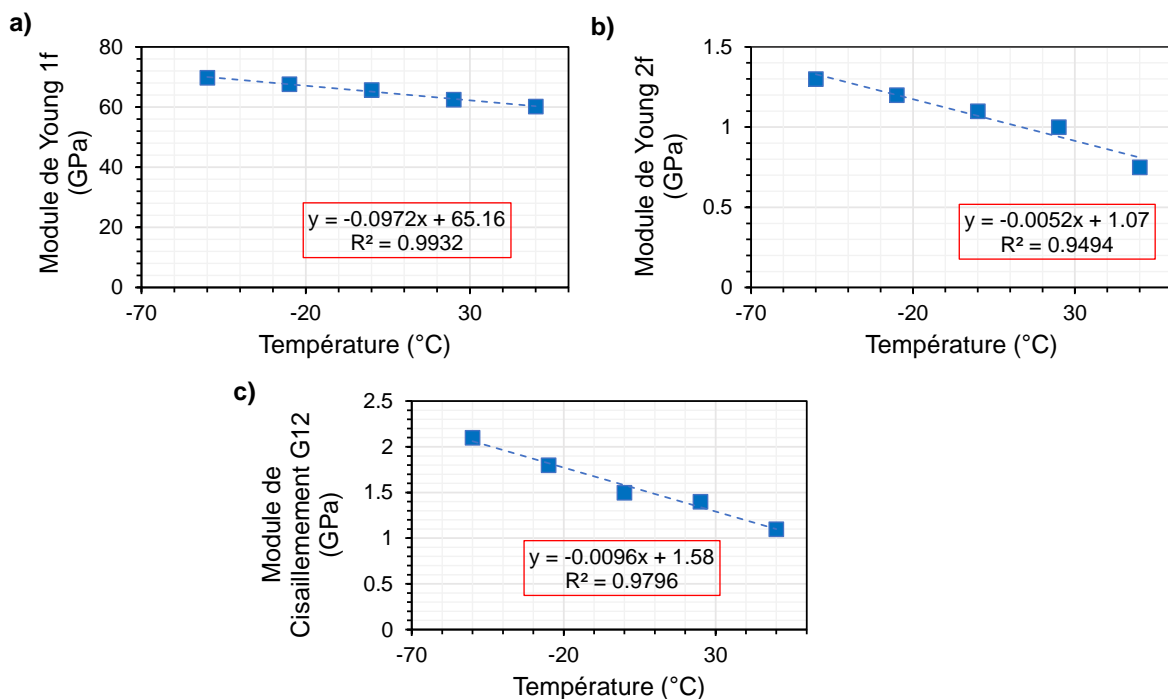 a)
Module de Young 1f
(GPa)
80
60
40
20
0
y = -0.0972x + 65.16
R² = 0.9932
-70
-20
30
Température (°C)
b)
Module de Young 2f
(GPa)
1.5
1
0.5
0
y = -0.0052x + 1.07
R² = 0.9494
-70
-20
30
Température (°C)
c)
Module de
Cisaillemement G12
(GPa)
2.5
2
1.5
1
0.5
0
y = -0.0096x + 1.58
R² = 0.9796
-70
-20
30
Température (°C)